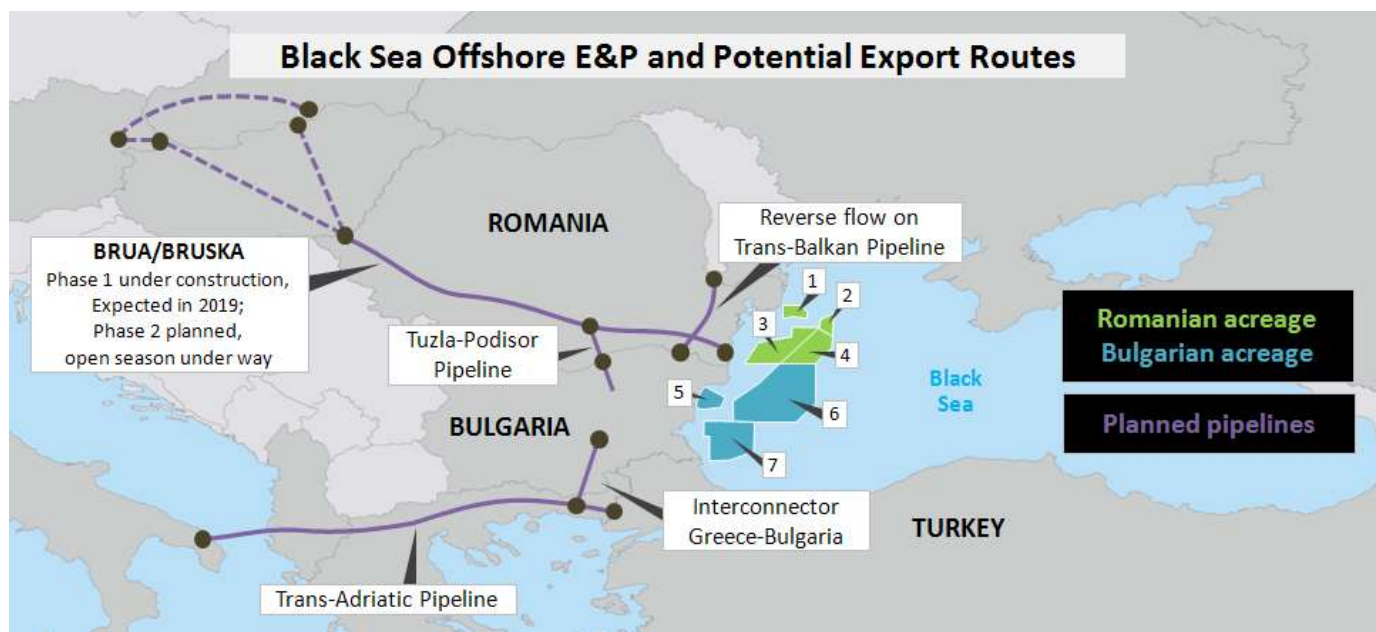 Black Sea Offshore E&P and Potential Export Routes
ROMANIA
Reverse flow on
Trans-Balkan Pipeline
BRUA/BRUSKA
Phase 1 under construction,
Expected in 2019;
Phase 2 planned,
open season under way
1
2
3
4
Tuzla-Podisor
Pipeline
Romanian acreage
Bulgarian acreage
Black
Sea
5
6
BULGARIA
Planned pipelines
7
Interconnector
Greece-Bulgaria
TURKEY
Trans-Adriatic Pipeline